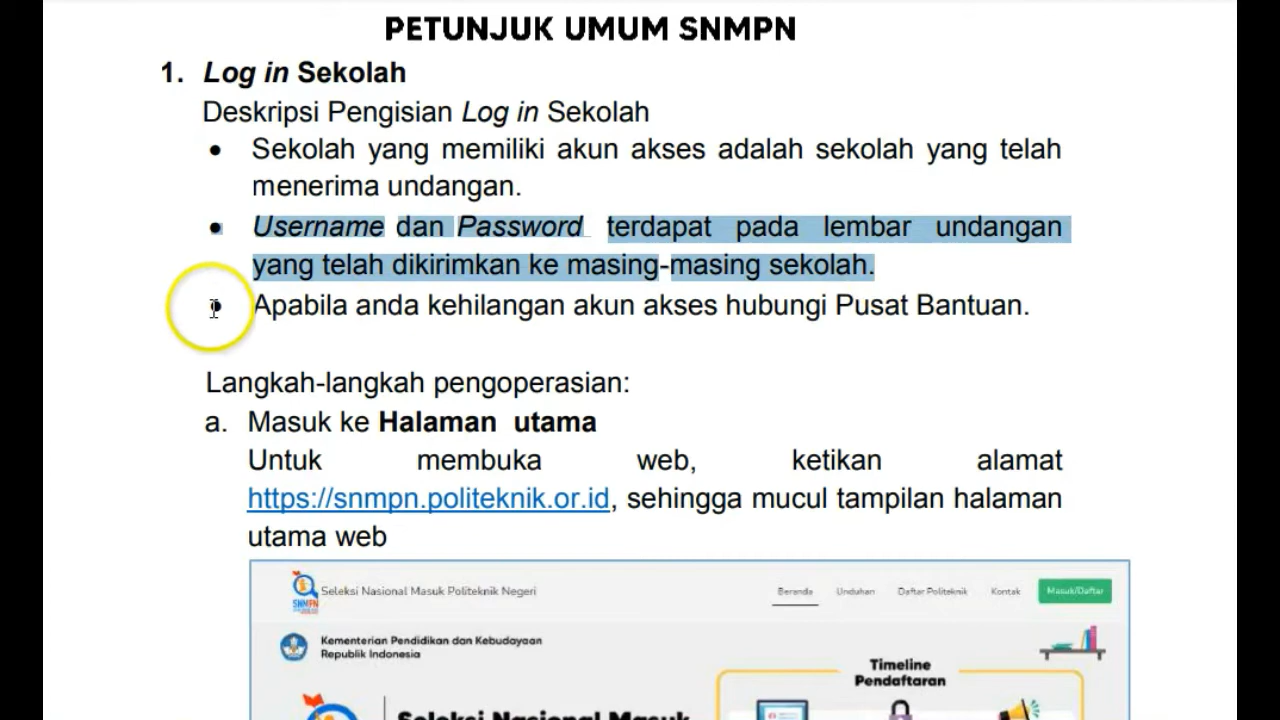 PETUNJUK UMUM SNMPN
1. Log in Sekolah
Deskripsi Pengisian Log in Sekolah
• Sekolah yang memiliki akun akses adalah sekolah yang telah
menerima undangan.
• Username dan Password terdapat pada lembar undangan
yang telah dikirimkan ke masing-masing sekolah.
• Apabila anda kehilangan akun akses hubungi Pusat Bantuan.
Langkah-langkah pengoperasian:
a. Masuk ke Halaman utama
Untuk membuka web, ketikan alamat
https://snmpn.politeknik.or.id, sehingga mucul tampilan halaman
utama web
SNMPN Seleksi Nasional Masuk Politeknik Negeri Beranda Unduhan Daftar Politeknik Kontak Masuk/Daftar
Kementerian Pendidikan dan Kebudayaan
Republik Indonesia
Timeline
Pendaftaran
Seleksi Nasional Masuk